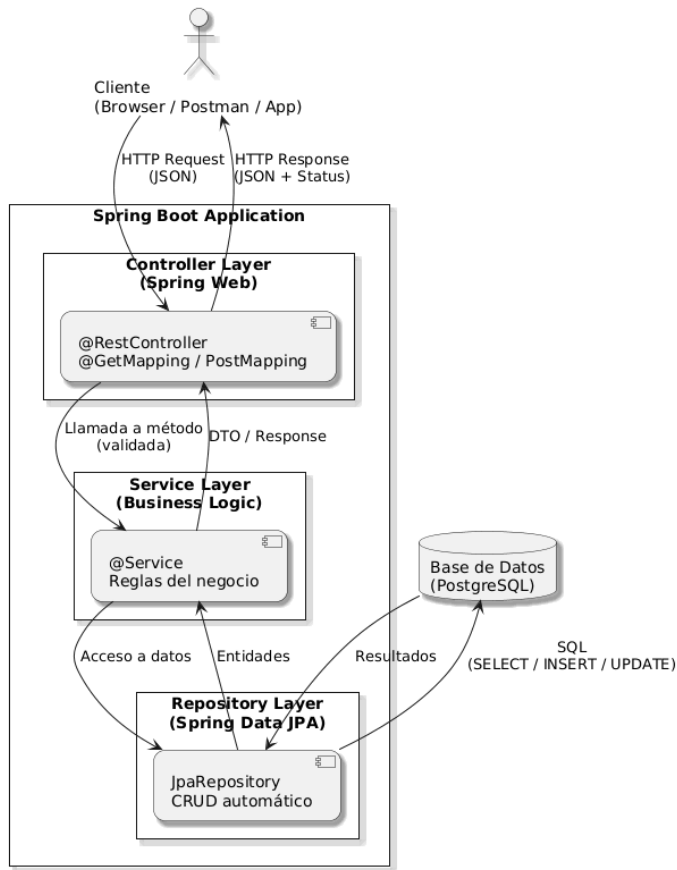 Cliente
(Browser / Postman / App)
HTTP Request
(JSON)
HTTP Response
(JSON + Status)
Spring Boot Application
Controller Layer
(Spring Web)
@RestController
@GetMapping / PostMapping
Llamada a método
(validada)
DTO / Response
Service Layer
(Business Logic)
@Service
Reglas del negocio
Base de Datos
(PostgreSQL)
Acceso a datos
Entidades
Resultados
SQL
(SELECT / INSERT / UPDATE)
Repository Layer
(Spring Data JPA)
JpaRepository
CRUD automático